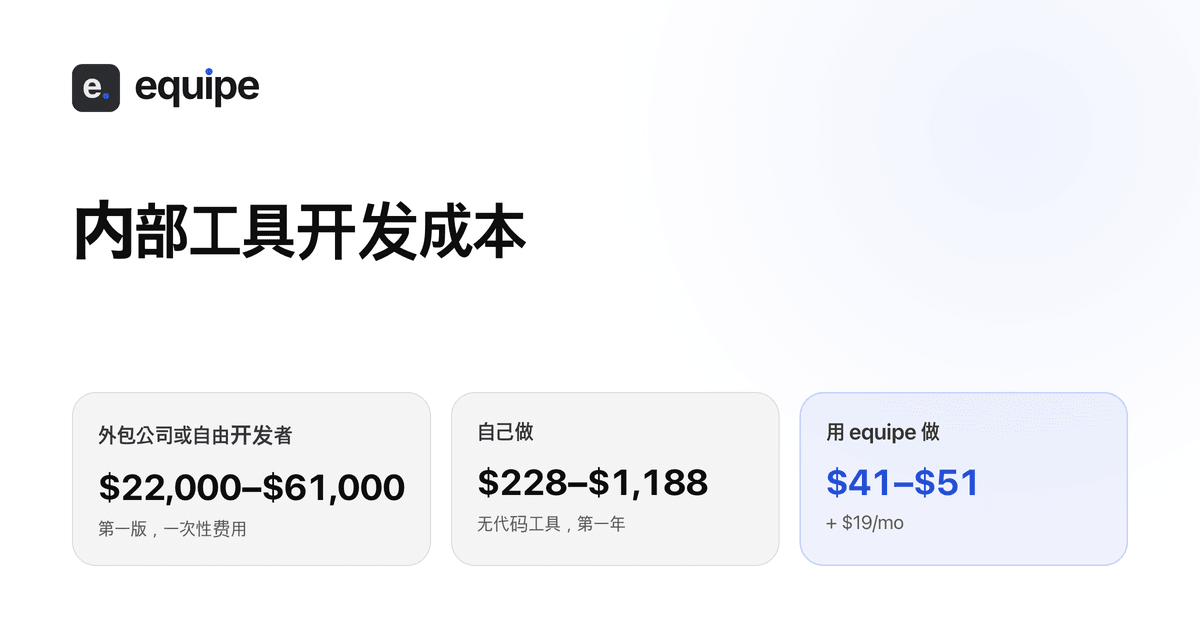 e.
equipe
内部工具开发成本
外包公司或自由开发者
$22,000–$61,000
第一版，一次性费用
自己做
$228–$1,188
无代码工具，第一年
用 equipe 做
$41–$51
+ $19/mo